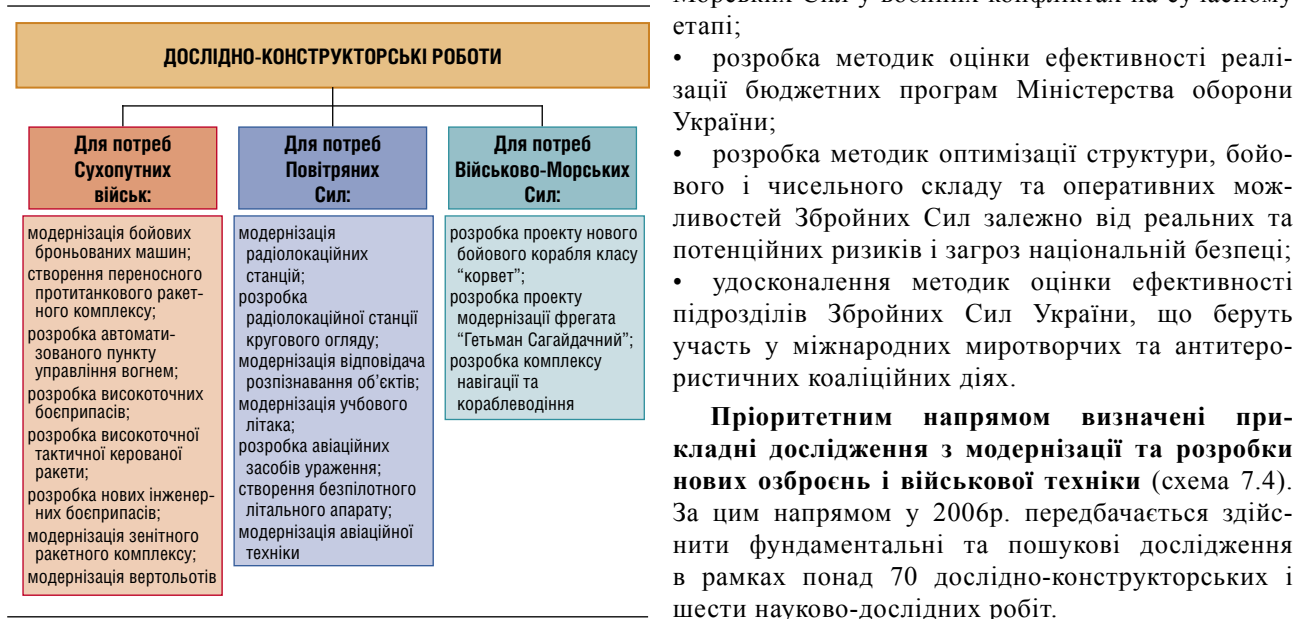 ДОСЛІДНО-КОНСТРУКТОРСЬКІ РОБОТИ
Для потреб
Сухопутних
військ:
модернізація бойових
броньованих машин;
створення переносного
протитанкового ракет-
ного комплексу;
розробка автомати-
зованого пункту
управління вогнем;
розробка високоточних
боєприпасів;
розробка високоточної
тактичної керованої
ракети;
розробка нових інженер-
них боєприпасів;
модернізація зенітного
ракетного комплексу;
модернізація вертольотів
Для потреб
Повітряних
Сил:
модернізація
радіолокаційних
станцій;
розробка
радіолокаційної станції
кругового огляду;
модернізація відповідача
розпізнавання об’єктів;
модернізація учбового
літака;
розробка авіаційних
засобів ураження;
створення безпілотного
літального апарату;
модернізація авіаційної
техніки
Для потреб
Військово-Морських
Сил:
розробка проекту нового
бойового корабля класу
“корвет”;
розробка проекту
модернізації фрегата
“Гетьман Сагайдачний”;
розробка комплексу
навігації та
кораблеводіння
Морських Сил у воєнних конфліктах на сучасному
етапі;
• розробка методик оцінки ефективності реалі-
зації бюджетних програм Міністерства оборони
України;
• розробка методик оптимізації структури, бойо-
вого і чисельного складу та оперативних мож-
ливостей Збройних Сил залежно від реальних та
потенційних ризиків і загроз національній безпеці;
• удосконалення методик оцінки ефективності
підрозділів Збройних Сил України, що беруть
участь у міжнародних миротворчих та антитеро-
ристичних коаліційних діях.
Пріоритетним напрямом визначені при-
кладні дослідження з модернізації та розробки
нових озброєнь і військової техніки (схема 7.4).
За цим напрямом у 2006р. передбачається здійс-
нити фундаментальні та пошукові дослідження
в рамках понад 70 дослідно-конструкторських і
шести науково-дослідних робіт.